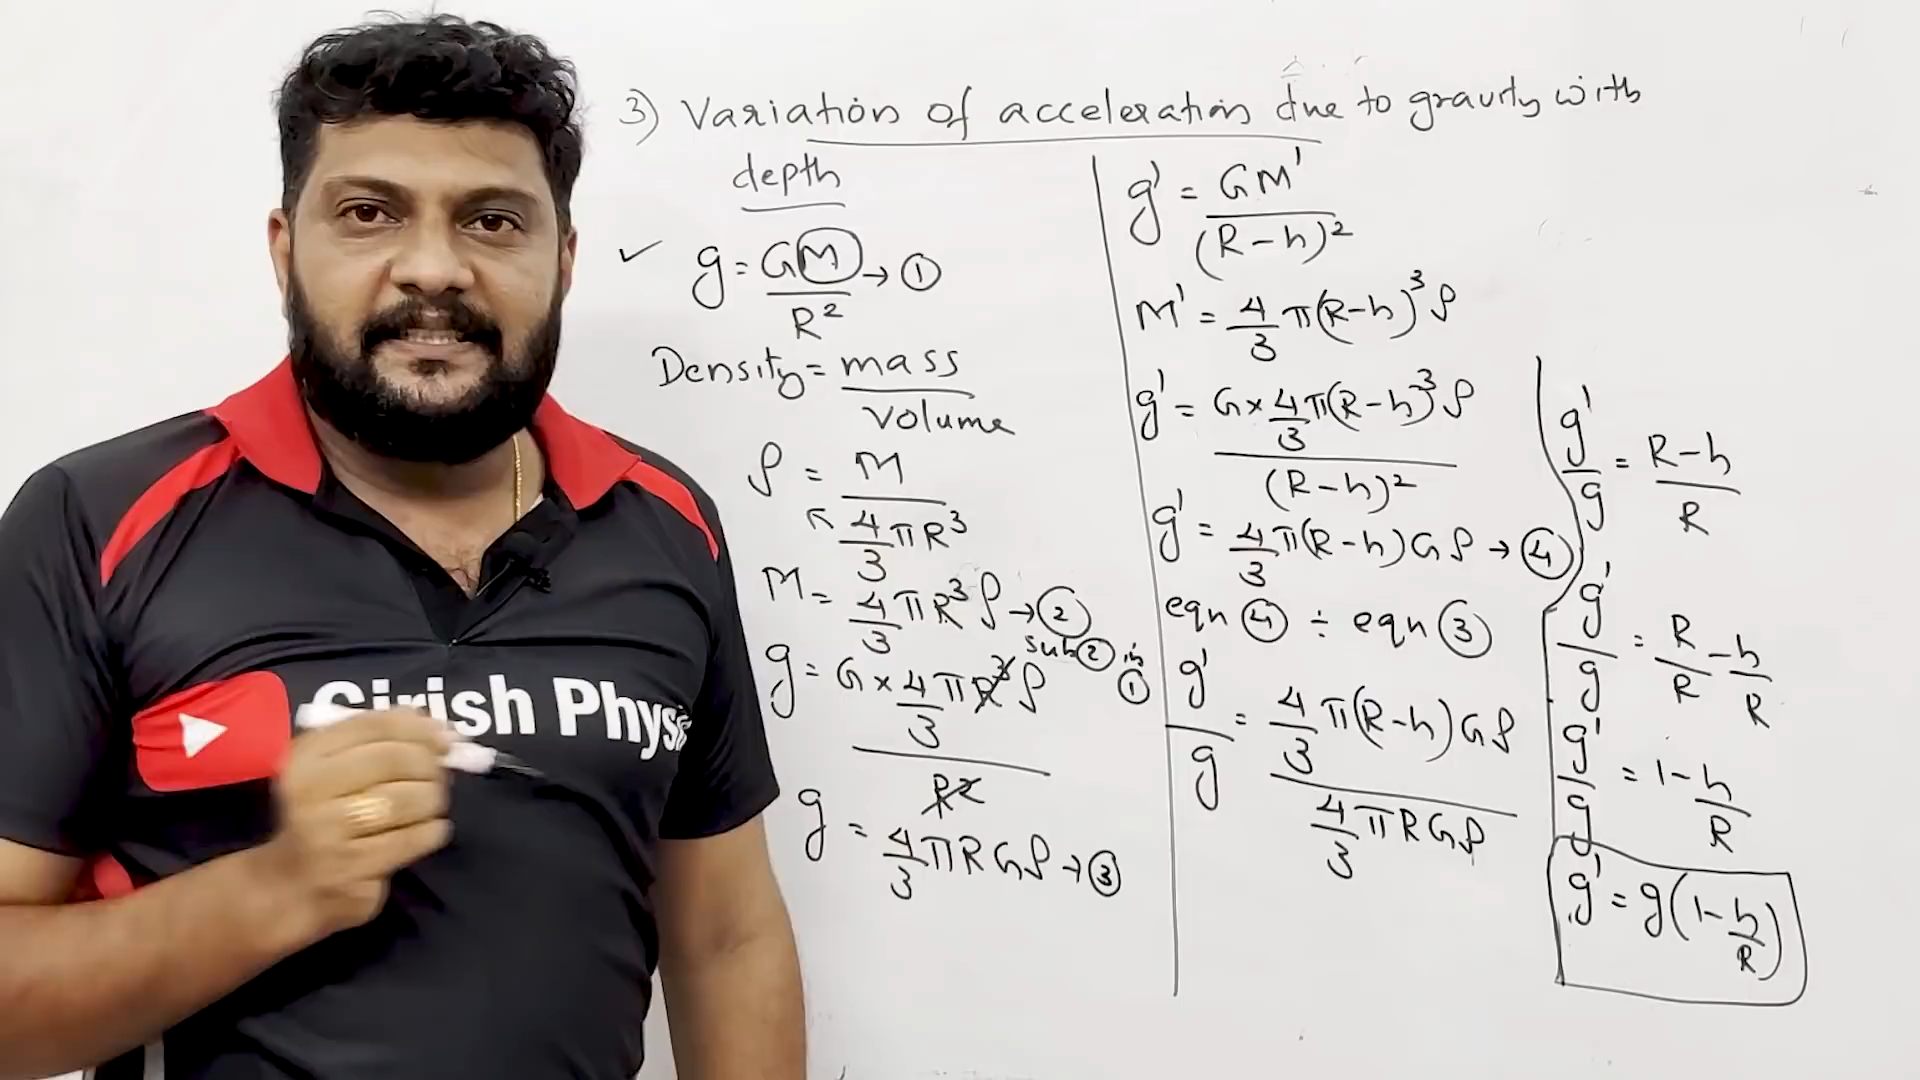 3) Variation of acceleration due to gravity with
depth
g = GM/R² → ①
Density = mass/volume
ρ = M / (4/3 πR³)
M = 4/3 πR³ρ → ②
sub ② in ①
g = G × 4/3 πR³ρ / R²
g = 4/3 πRGρ → ③
g' = GM' / (R-h)²
M' = 4/3 π(R-h)³ρ
g' = G × 4/3 π(R-h)³ρ / (R-h)²
g' = 4/3 π(R-h)Gρ → ④
eqn ④ ÷ eqn ③
g'/g = 4/3 π(R-h)Gρ / 4/3 πRGρ
g'/g = R-h / R
g'/g = R/R - h/R
g'/g = 1 - h/R
g' = g(1 - h/R)
Girish Physi